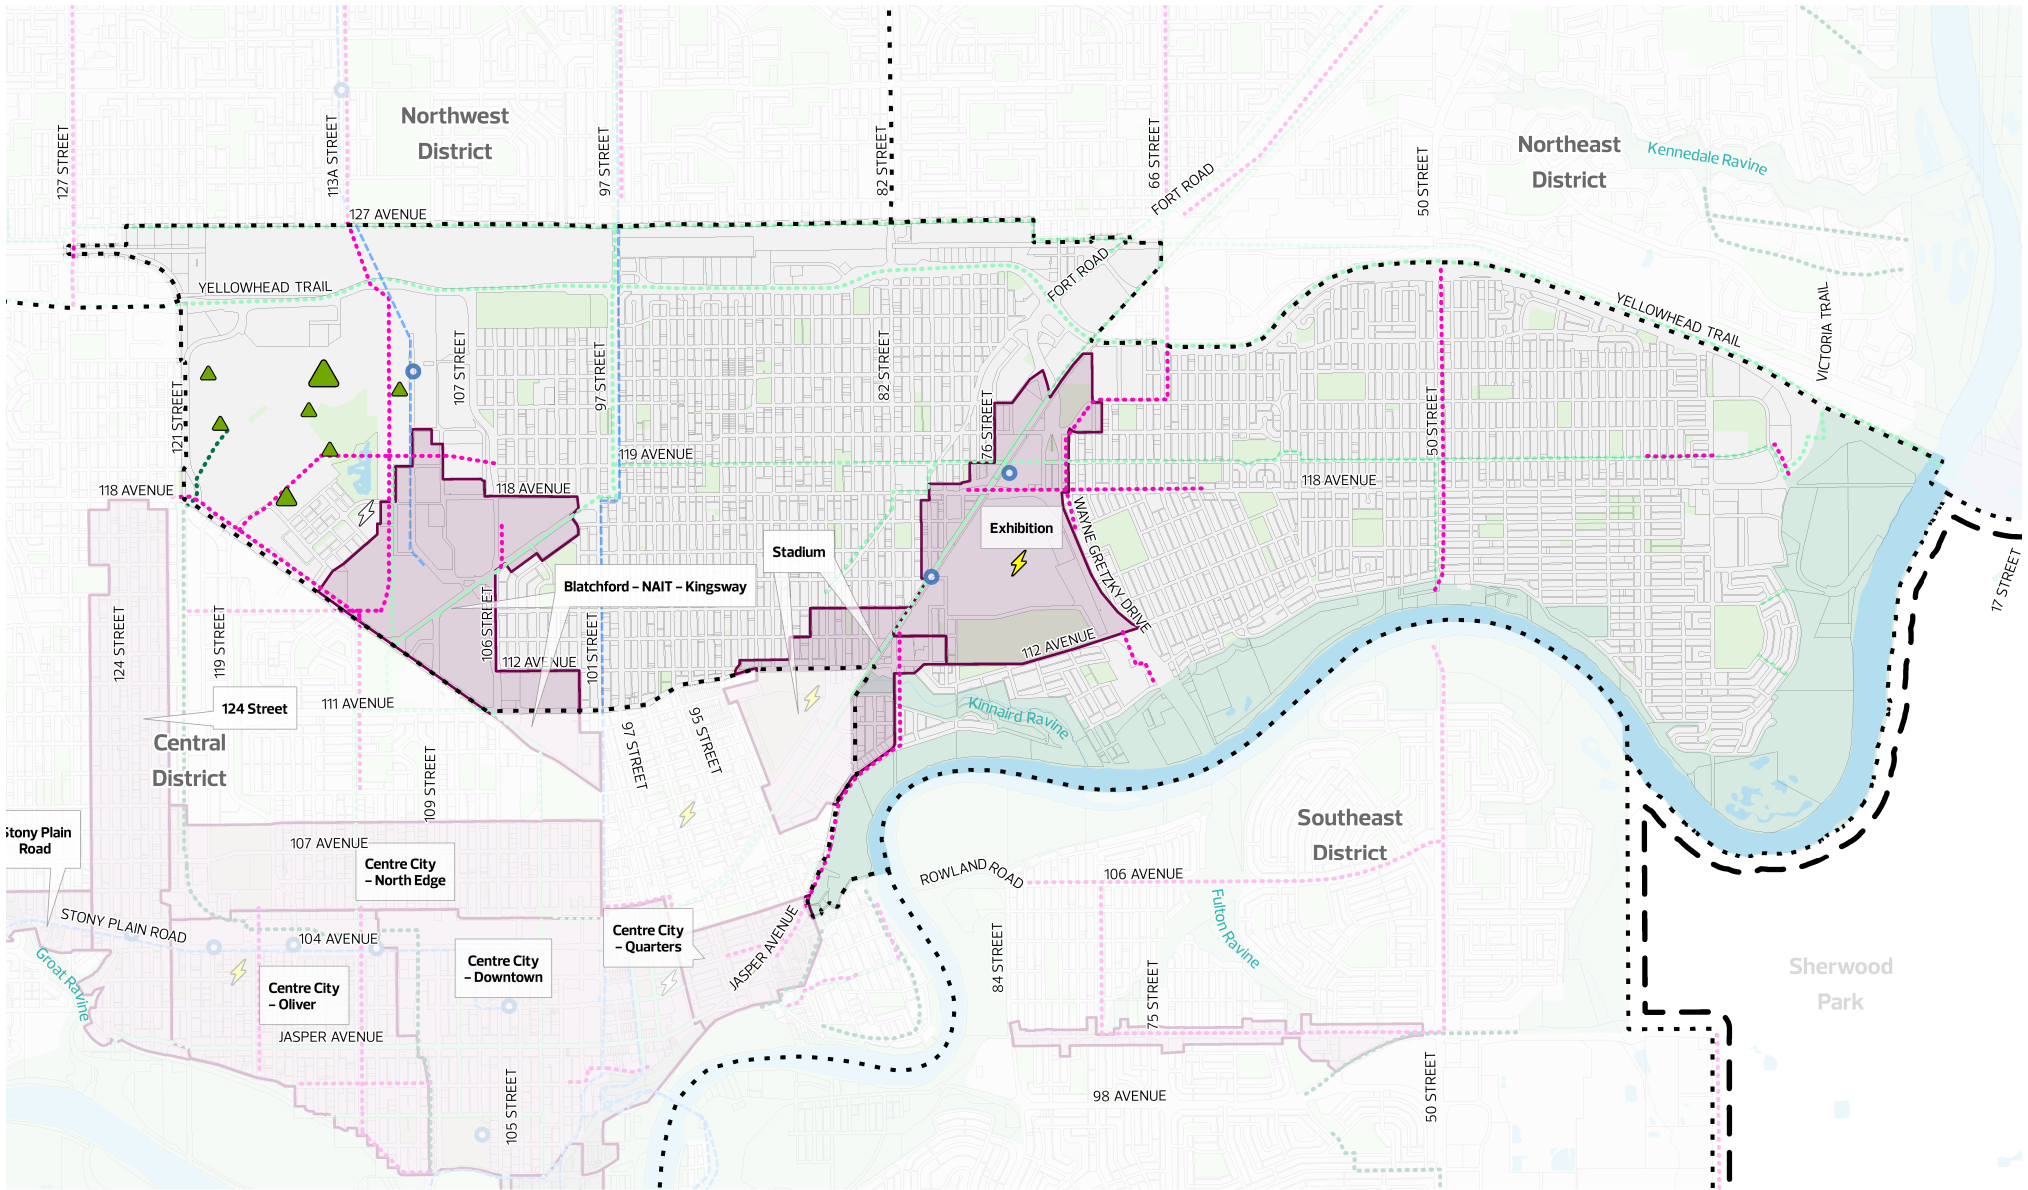 Northwest
District
Northeast
District
Kennedale Ravine
127 STREET
113A STREET
97 STREET
82 STREET
66 STREET
FORT ROAD
50 STREET
127 AVENUE
YELLOWHEAD TRAIL
FORT ROAD
YELLOWHEAD TRAIL
VICTORIA TRAIL
121 STREET
107 STREET
97 STREET
82 STREET
76 STREET
50 STREET
119 AVENUE
118 AVENUE
118 AVENUE
118 AVENUE
Exhibition
Stadium
WAYNE GRETZKY DRIVE
Blatchford – NAIT – Kingsway
17 STREET
124 STREET
119 STREET
106 STREET
101 STREET
112 AVENUE
112 AVENUE
124 Street
111 AVENUE
Kinnaird Ravine
97 STREET
95 STREET
Central
District
109 STREET
Stony Plain
Road
107 AVENUE
Centre City
– North Edge
Southeast
District
ROWLAND ROAD
106 AVENUE
Fulton Ravine
STONY PLAIN ROAD
104 AVENUE
Centre City
– Quarters
JASPER AVENUE
Centre City
– Downtown
Groat Ravine
Centre City
– Oliver
84 STREET
75 STREET
Sherwood
Park
JASPER AVENUE
105 STREET
98 AVENUE
50 STREET